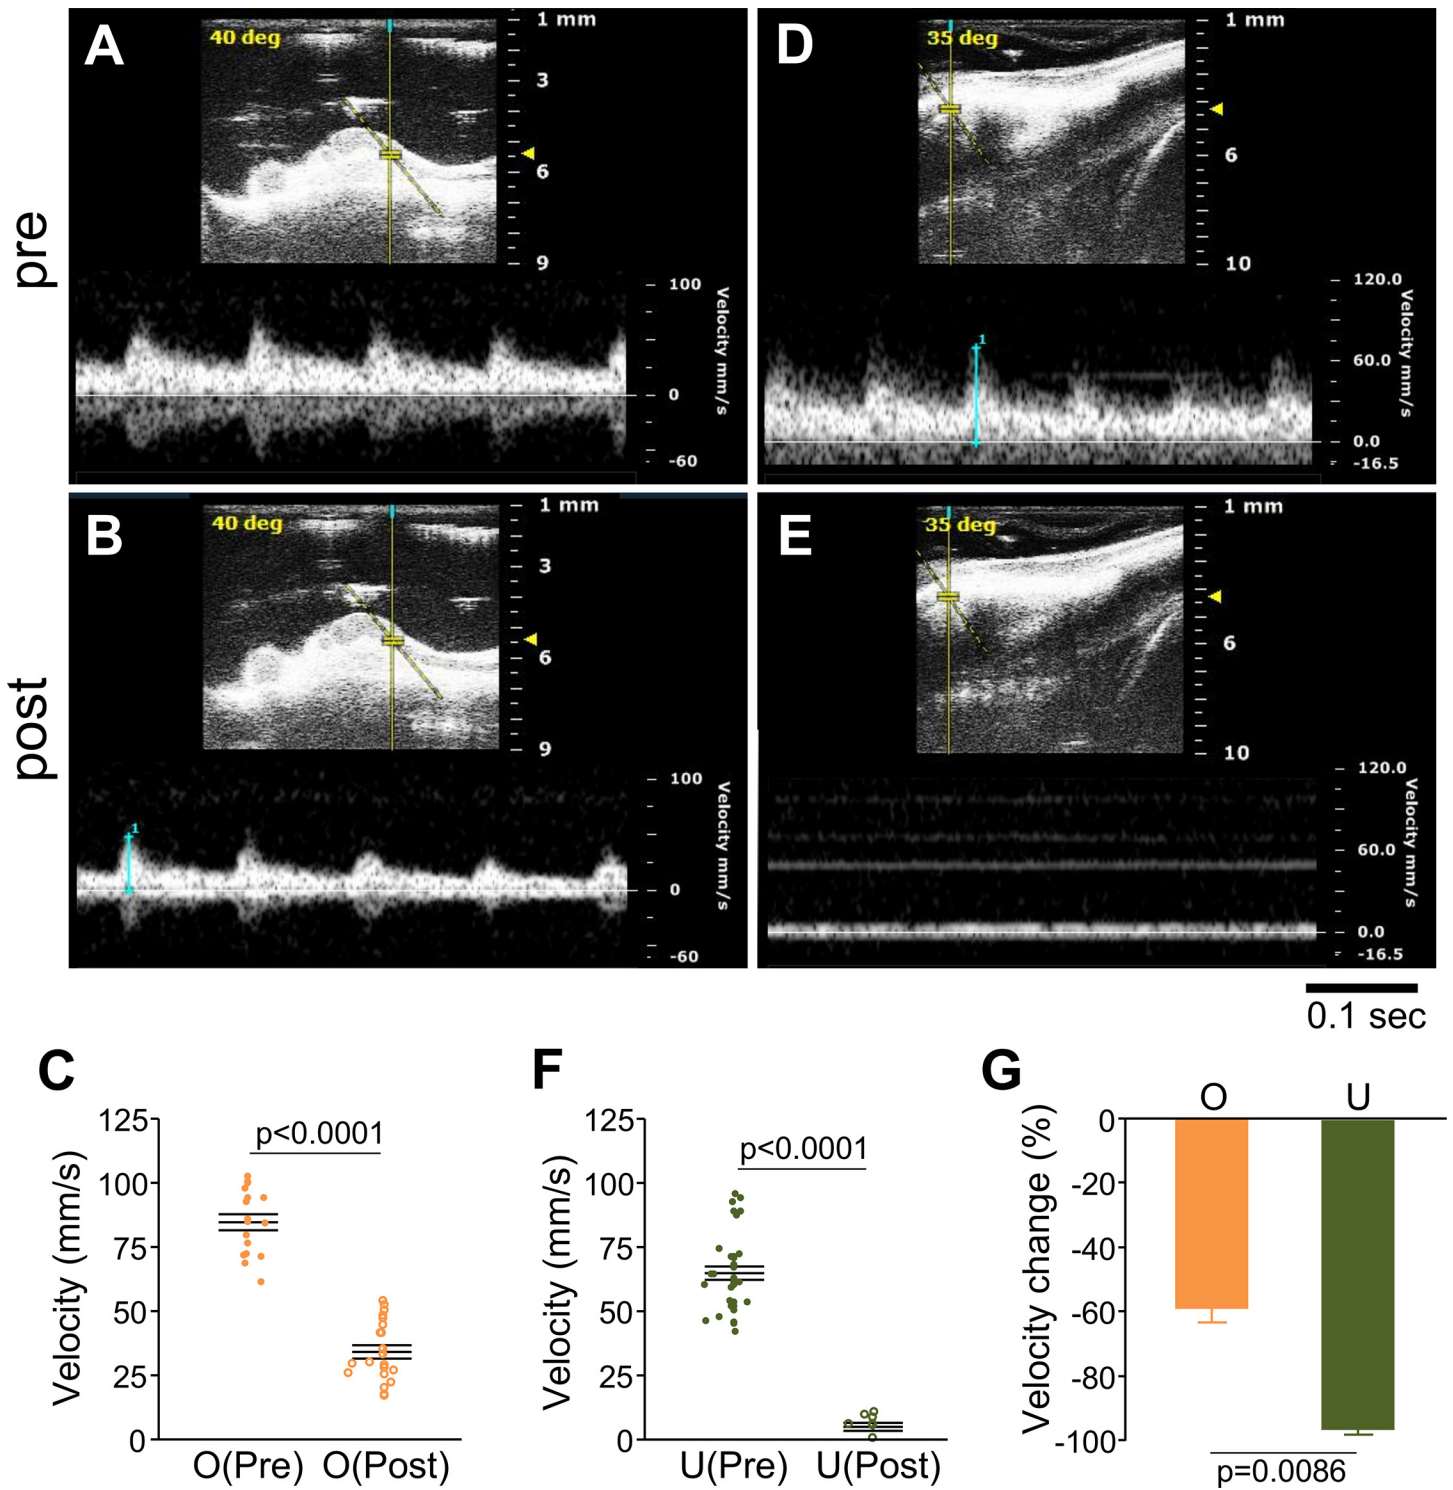 pre
A
40 deg
1 mm
3
6
9
100
0
-60
Velocity mm/s
D
35 deg
1 mm
6
10
120.0
60.0
0.0
-16.5
Velocity mm/s
1
post
B
40 deg
1 mm
3
6
9
100
0
-60
Velocity mm/s
1
E
35 deg
1 mm
6
10
120.0
60.0
0.0
-16.5
Velocity mm/s
0.1 sec
C
Velocity (mm/s)
125
100
75
50
25
0
p<0.0001
O(Pre) O(Post)
F
Velocity (mm/s)
125
100
75
50
25
0
p<0.0001
U(Pre) U(Post)
G
O U
Velocity change (%)
0
-20
-40
-60
-80
-100
p=0.0086